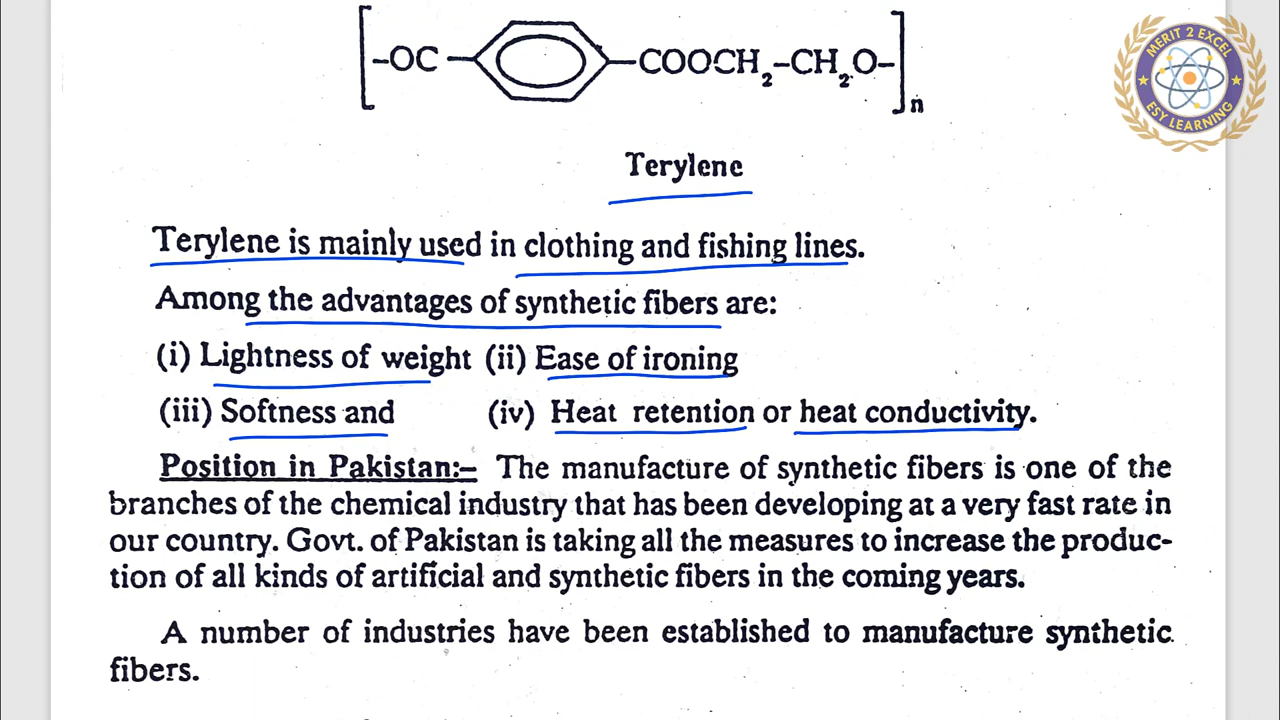 [-OC-COOCH₂-CH₂O-]n
MERIT 2 EXCEL
ESY LEARNING
Terylene
Terylene is mainly used in clothing and fishing lines.
Among the advantages of synthetic fibers are:
(i) Lightness of weight (ii) Ease of ironing
(iii) Softness and (iv) Heat retention or heat conductivity.
Position in Pakistan:– The manufacture of synthetic fibers is one of the
branches of the chemical industry that has been developing at a very fast rate in
our country. Govt. of Pakistan is taking all the measures to increase the produc-
tion of all kinds of artificial and synthetic fibers in the coming years.
A number of industries have been established to manufacture synthetic
fibers.